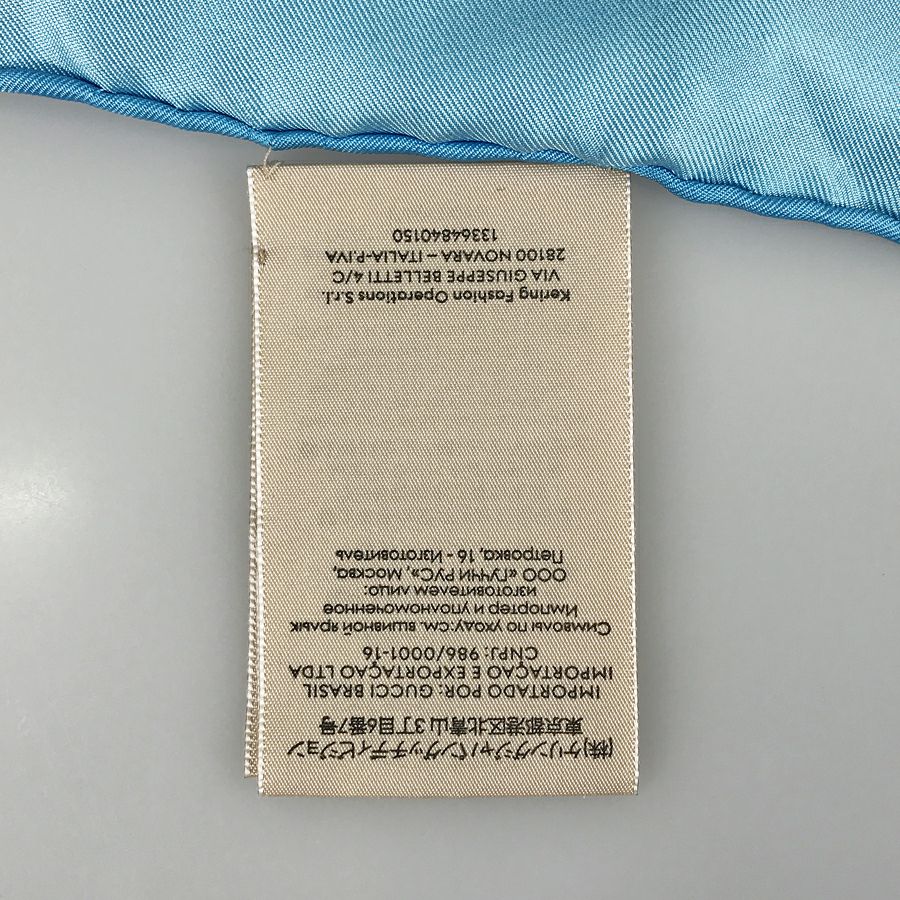 (株)ケリングジャパングッチディビジョン
東京都港区北青山3丁目6番7号
IMPORTADO POR: GUCCI BRASIL
IMPORTAÇAO E EXPORTAÇAO LTDA
CNPJ: 986/0001-16
Символы по уходу:см. вшивной ярлык
Импортер и уполномоченное
изготовителем лицо:
ООО «ГУЧЧИ РУС», Москва,
Петровка, 16 - Изготовитель
Kering Fashion Operations S.r.l.
VIA GIUSEPPE BELLETTI 4/C
28100 NOVARA – ITALIA-P.IVA
13364840150